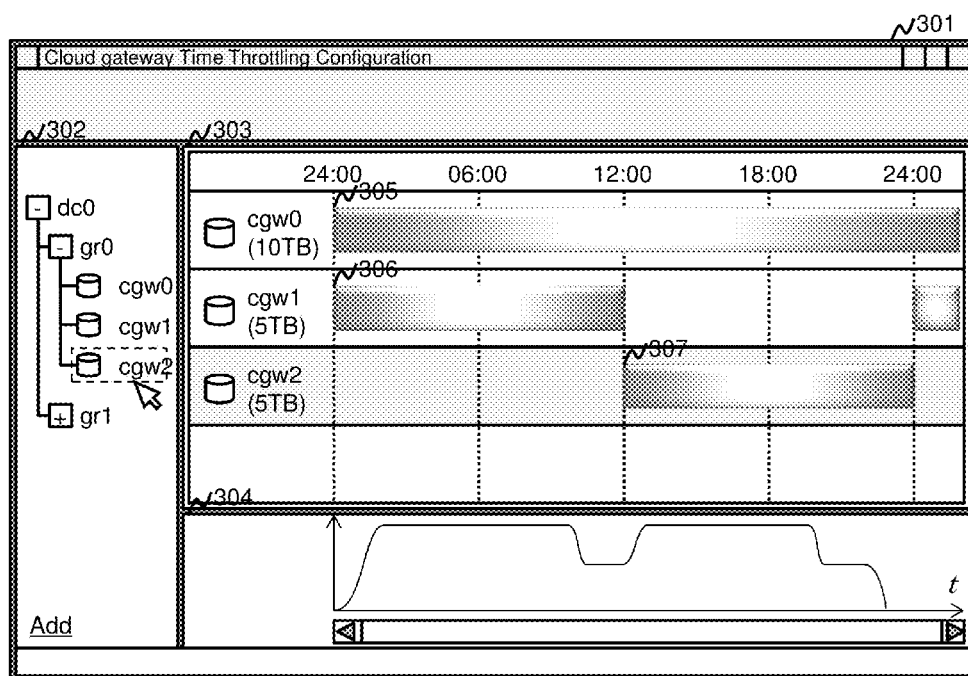 301
Cloud gateway Time Throttling Configuration
302
303
24:00 06:00 12:00 18:00 24:00
305
- dc0
cgw0
(10TB)
- gr0
306
cgw0
cgw1
(5TB)
cgw1
307
cgw2
cgw2
(5TB)
+ gr1
304
t
Add